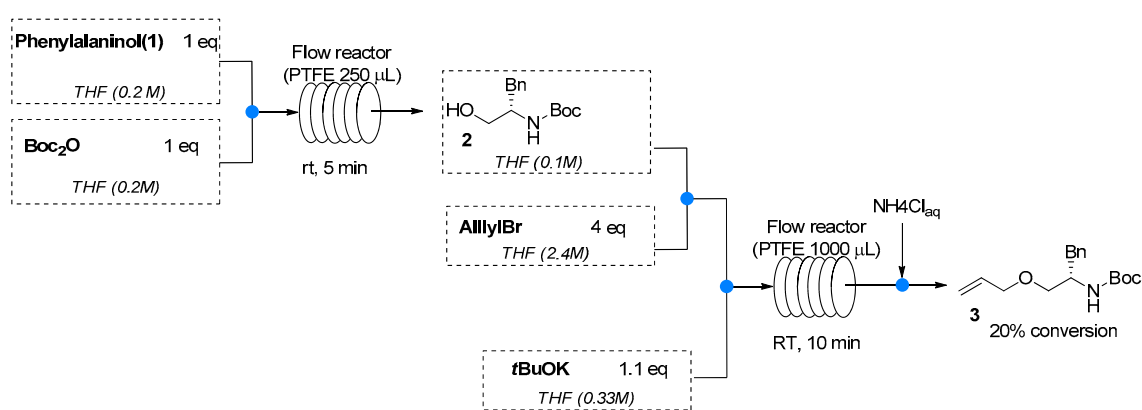 Phenylalaninol(1) 1 eq
THF (0.2 M)
Boc2O 1 eq
THF (0.2M)
Flow reactor
(PTFE 250 μL)
rt, 5 min
Bn
HO
N
H
Boc
2
THF (0.1M)
AlllylBr 4 eq
THF (2.4M)
tBuOK 1.1 eq
THF (0.33M)
Flow reactor
(PTFE 1000 μL)
RT, 10 min
NH4Claq
Bn
O
N
H
Boc
3
20% conversion